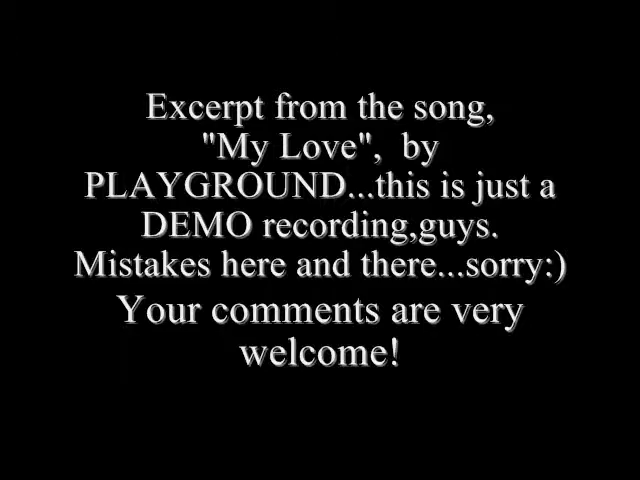 Excerpt from the song,
"My Love",  by
PLAYGROUND...this is just a
DEMO recording,guys.
Mistakes here and there...sorry:)
Your comments are very
welcome!